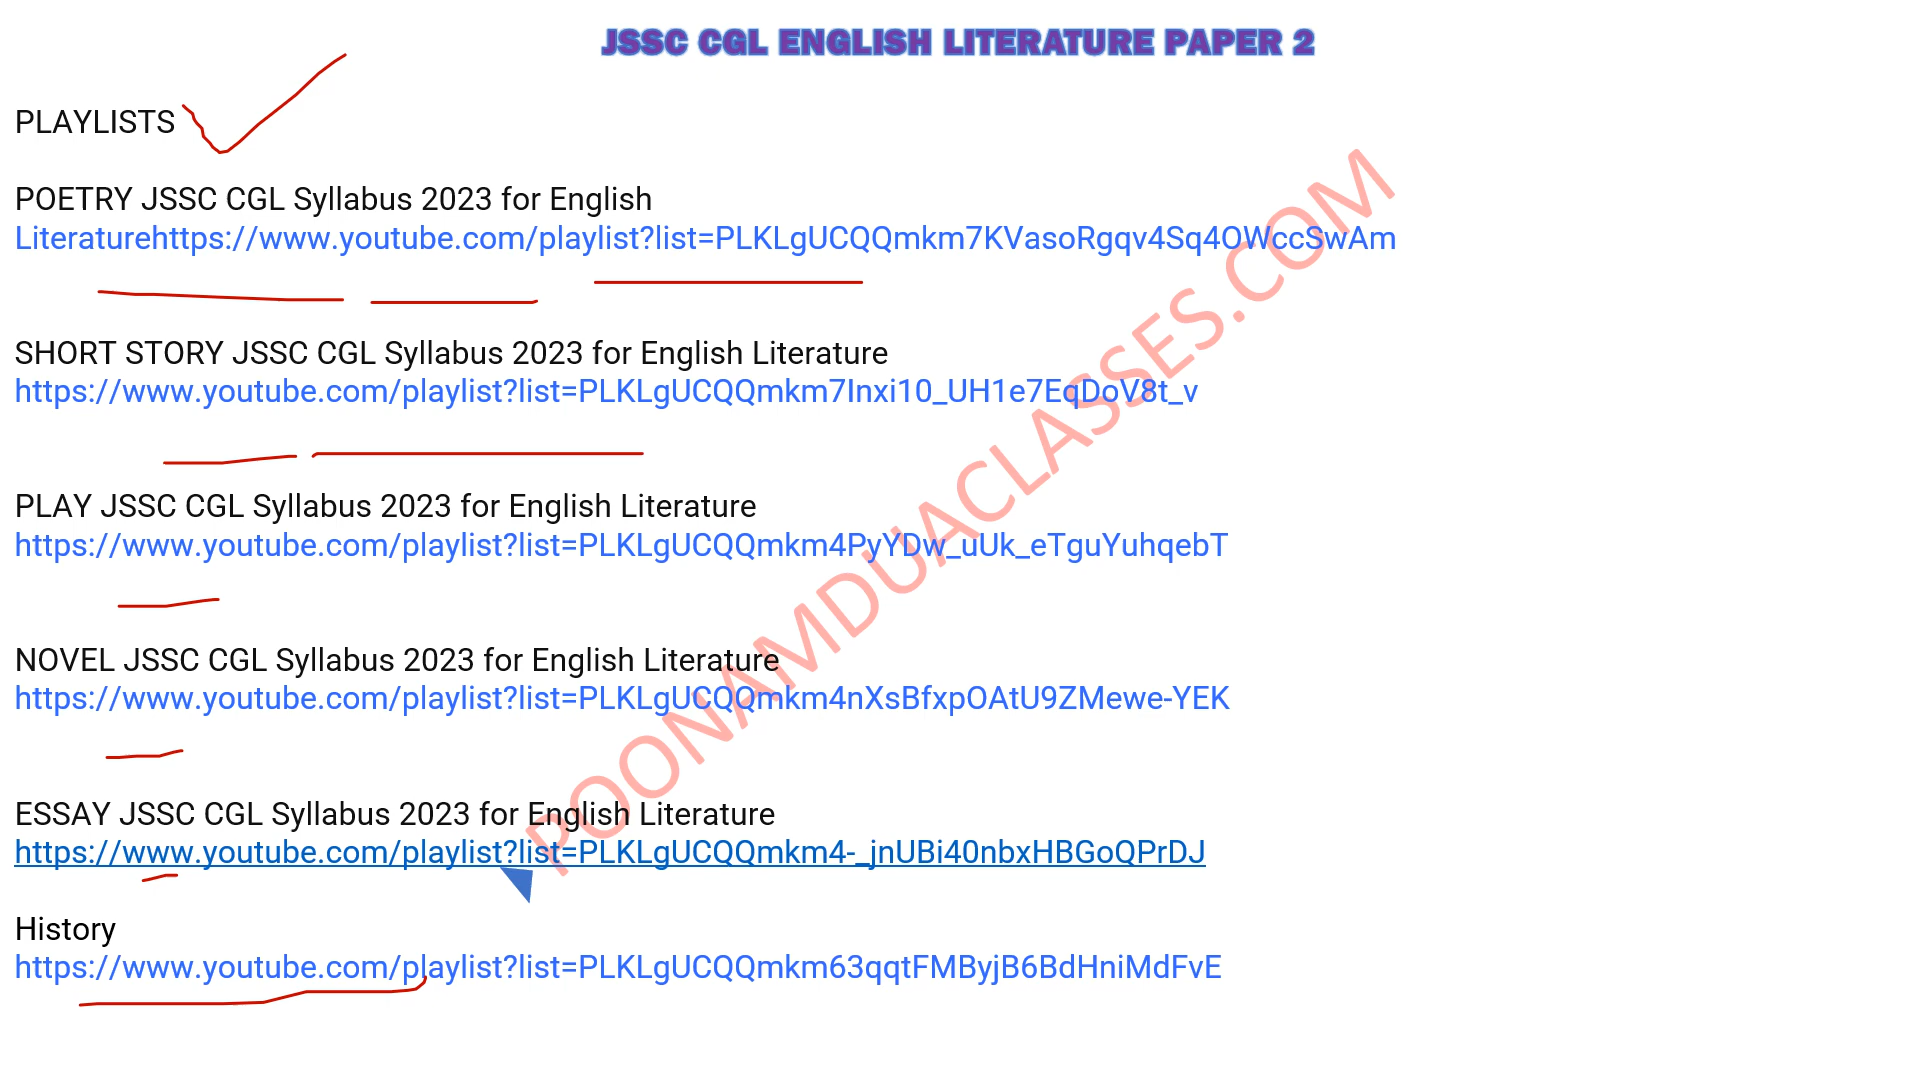 JSSC CGL ENGLISH LITERATURE PAPER 2
PLAYLISTS
POETRY JSSC CGL Syllabus 2023 for English
Literaturehttps://www.youtube.com/playlist?list=PLKLgUCQQmkm7KVasoRgqv4Sq4OWccSwAm
SHORT STORY JSSC CGL Syllabus 2023 for English Literature
https://www.youtube.com/playlist?list=PLKLgUCQQmkm7Inxi10_UH1e7EqDoV8t_v
PLAY JSSC CGL Syllabus 2023 for English Literature
https://www.youtube.com/playlist?list=PLKLgUCQQmkm4PyYDw_uUk_eTguYuhqebT
NOVEL JSSC CGL Syllabus 2023 for English Literature
https://www.youtube.com/playlist?list=PLKLgUCQQmkm4nXsBfxpOAtU9ZMewe-YEK
ESSAY JSSC CGL Syllabus 2023 for English Literature
https://www.youtube.com/playlist?list=PLKLgUCQQmkm4-_jnUBi40nbxHBGoQPrDJ
History
https://www.youtube.com/playlist?list=PLKLgUCQQmkm63qqtFMByjB6BdHniMdFvE
POONAMDUACLASSES.COM